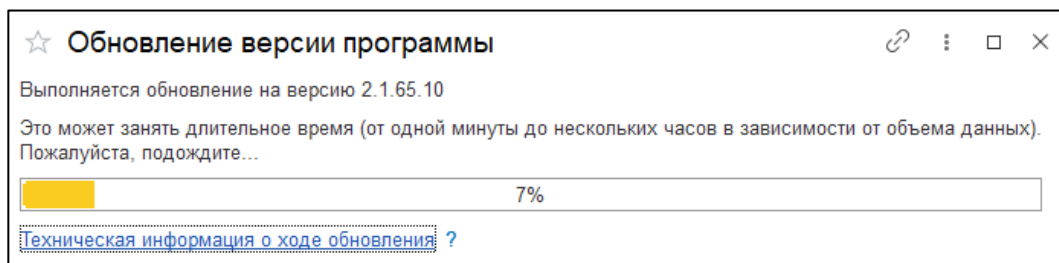 Обновление версии программы
Выполняется обновление на версию 2.1.65.10
Это может занять длительное время (от одной минуты до нескольких часов в зависимости от объема данных).
Пожалуйста, подождите...
7%
Техническая информация о ходе обновления ?